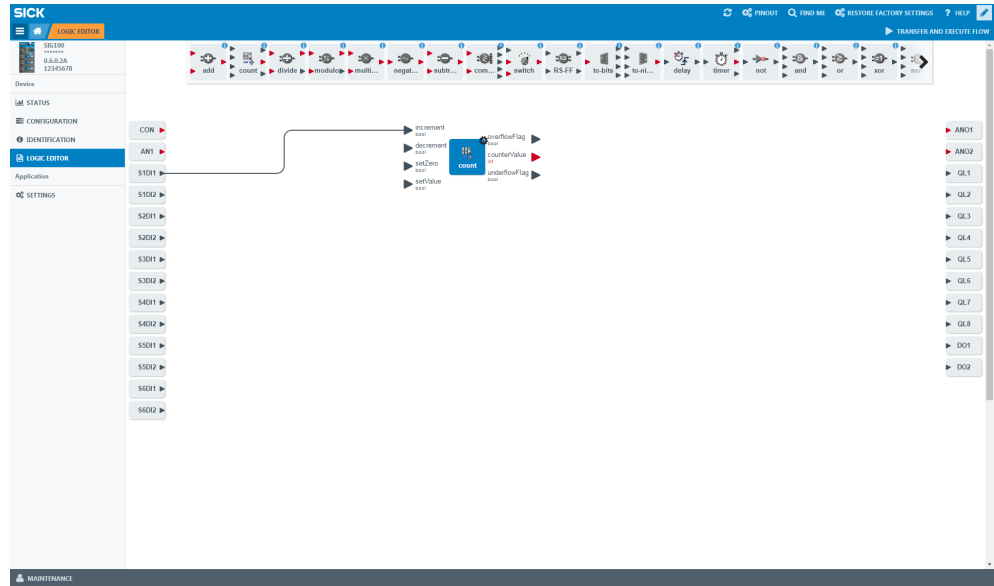 SICK
PINOUT
FIND ME
RESTORE FACTORY SETTINGS
? HELP
LOGIC EDITOR
TRANSFER AND EXECUTE FLOW
SIG100
*******
0.6.0.2A
12345678
Device
STATUS
CONFIGURATION
IDENTIFICATION
LOGIC EDITOR
Application
SETTINGS
add
count
divide
modulo
multi...
negat...
subtr...
com...
switch
RS-FF
to-bits
to-ni...
delay
timer
not
and
or
xor
CON
AN1
S1DI1
S1DI2
S2DI1
S2DI2
S3DI1
S3DI2
S4DI1
S4DI2
S5DI1
S5DI2
S6DI1
S6DI2
increment
bool
decrement
bool
setZero
bool
setValue
bool
count
overflowFlag
bool
counterValue
int
underflowFlag
bool
ANO1
ANO2
QL1
QL2
QL3
QL4
QL5
QL6
QL7
QL8
DO1
DO2
MAINTENANCE